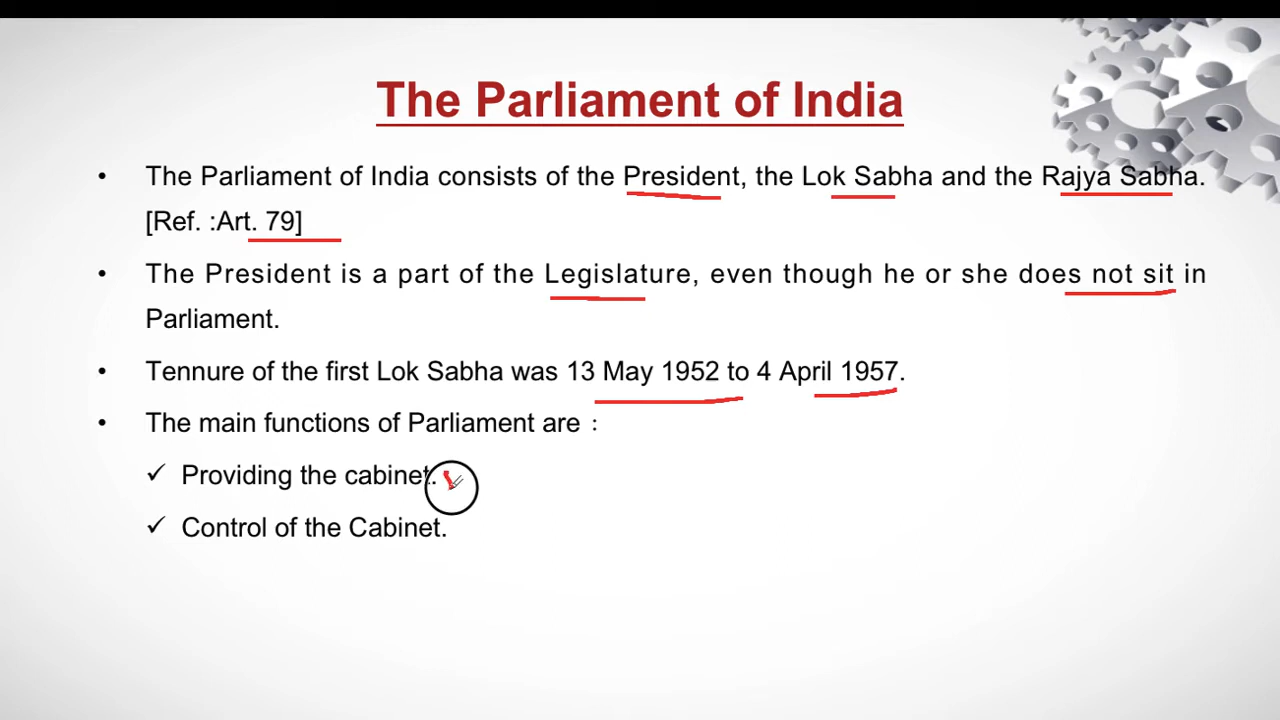 The Parliament of India
• The Parliament of India consists of the President, the Lok Sabha and the Rajya Sabha.
[Ref. :Art. 79]
• The President is a part of the Legislature, even though he or she does not sit in
Parliament.
• Tennure of the first Lok Sabha was 13 May 1952 to 4 April 1957.
• The main functions of Parliament are :
✓ Providing the cabinet.
✓ Control of the Cabinet.